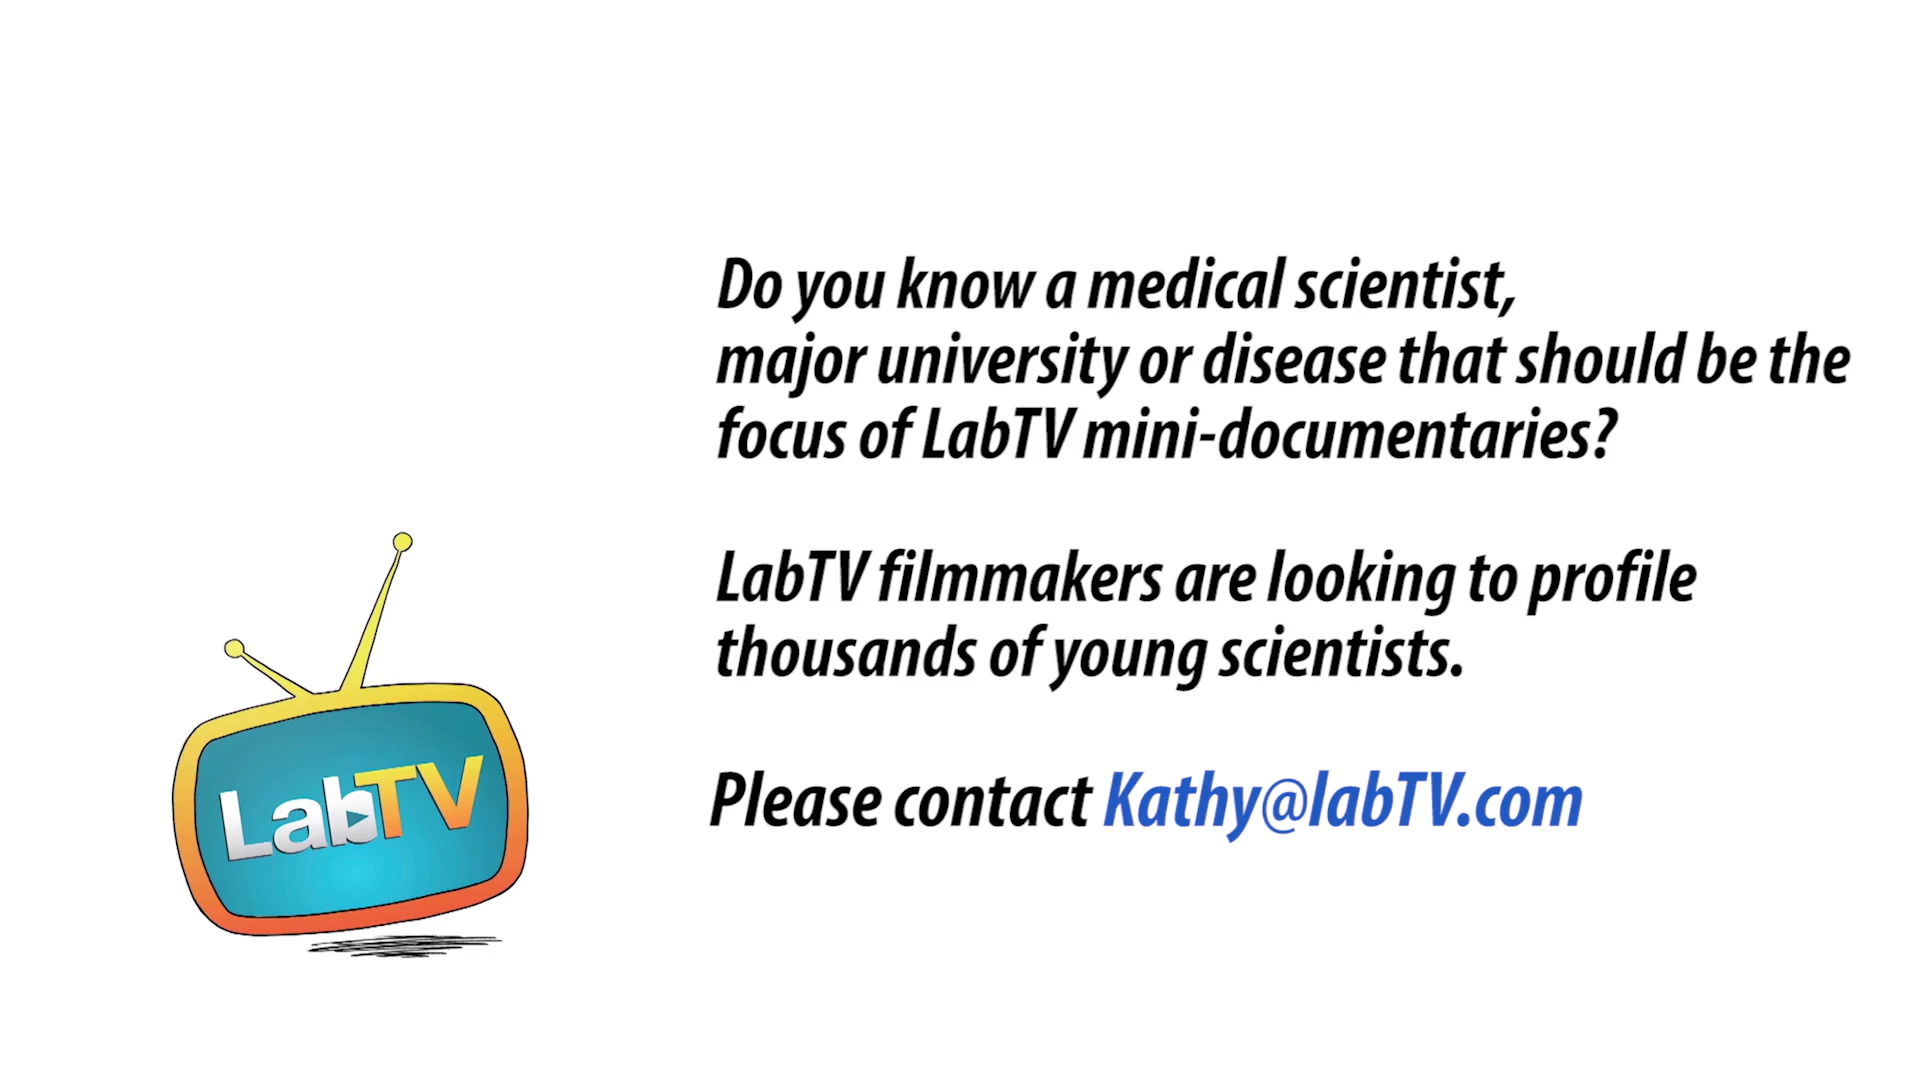 Do you know a medical scientist,
major university or disease that should be the
focus of LabTV mini-documentaries?
LabTV filmmakers are looking to profile
thousands of young scientists.
LabTV
Please contact Kathy@labTV.com